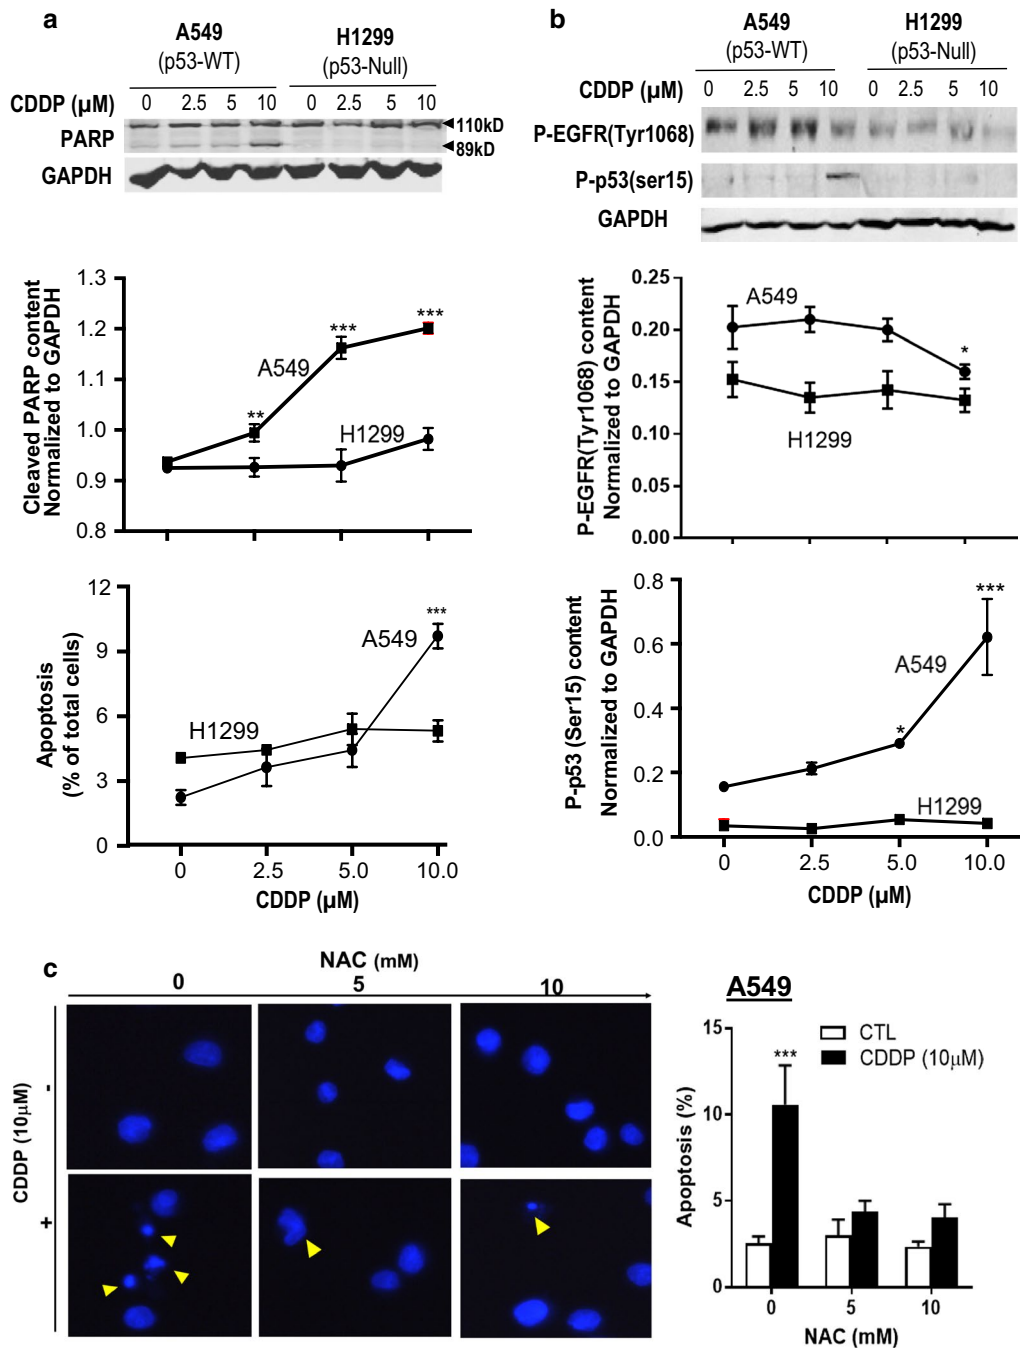 a
A549
(p53-WT)
H1299
(p53-Null)
CDDP (µM) 0 2.5 5 10 0 2.5 5 10
PARP
110kD
89kD
GAPDH
Cleaved PARP content
Normalized to GAPDH
1.3
1.2
1.1
1.0
0.9
0.8
A549
H1299
**
***
***
Apoptosis
(% of total cells)
12
9
6
3
0
H1299
A549
***
0 2.5 5.0 10.0
CDDP (µM)
b
A549
(p53-WT)
H1299
(p53-Null)
CDDP (µM) 0 2.5 5 10 0 2.5 5 10
P-EGFR(Tyr1068)
P-p53(ser15)
GAPDH
P-EGFR(Tyr1068) content
Normalized to GAPDH
0.25
0.20
0.15
0.10
0.05
0.00
A549
H1299
*
P-p53 (Ser15) content
Normalized to GAPDH
0.8
0.6
0.4
0.2
0.0
A549
H1299
*
***
0 2.5 5.0 10.0
CDDP (µM)
c
NAC (mM)
0 5 10
CDDP (10µM)
-
+
A549
Apoptosis (%)
15
10
5
0
***
CTL
CDDP (10µM)
0 5 10
NAC (mM)